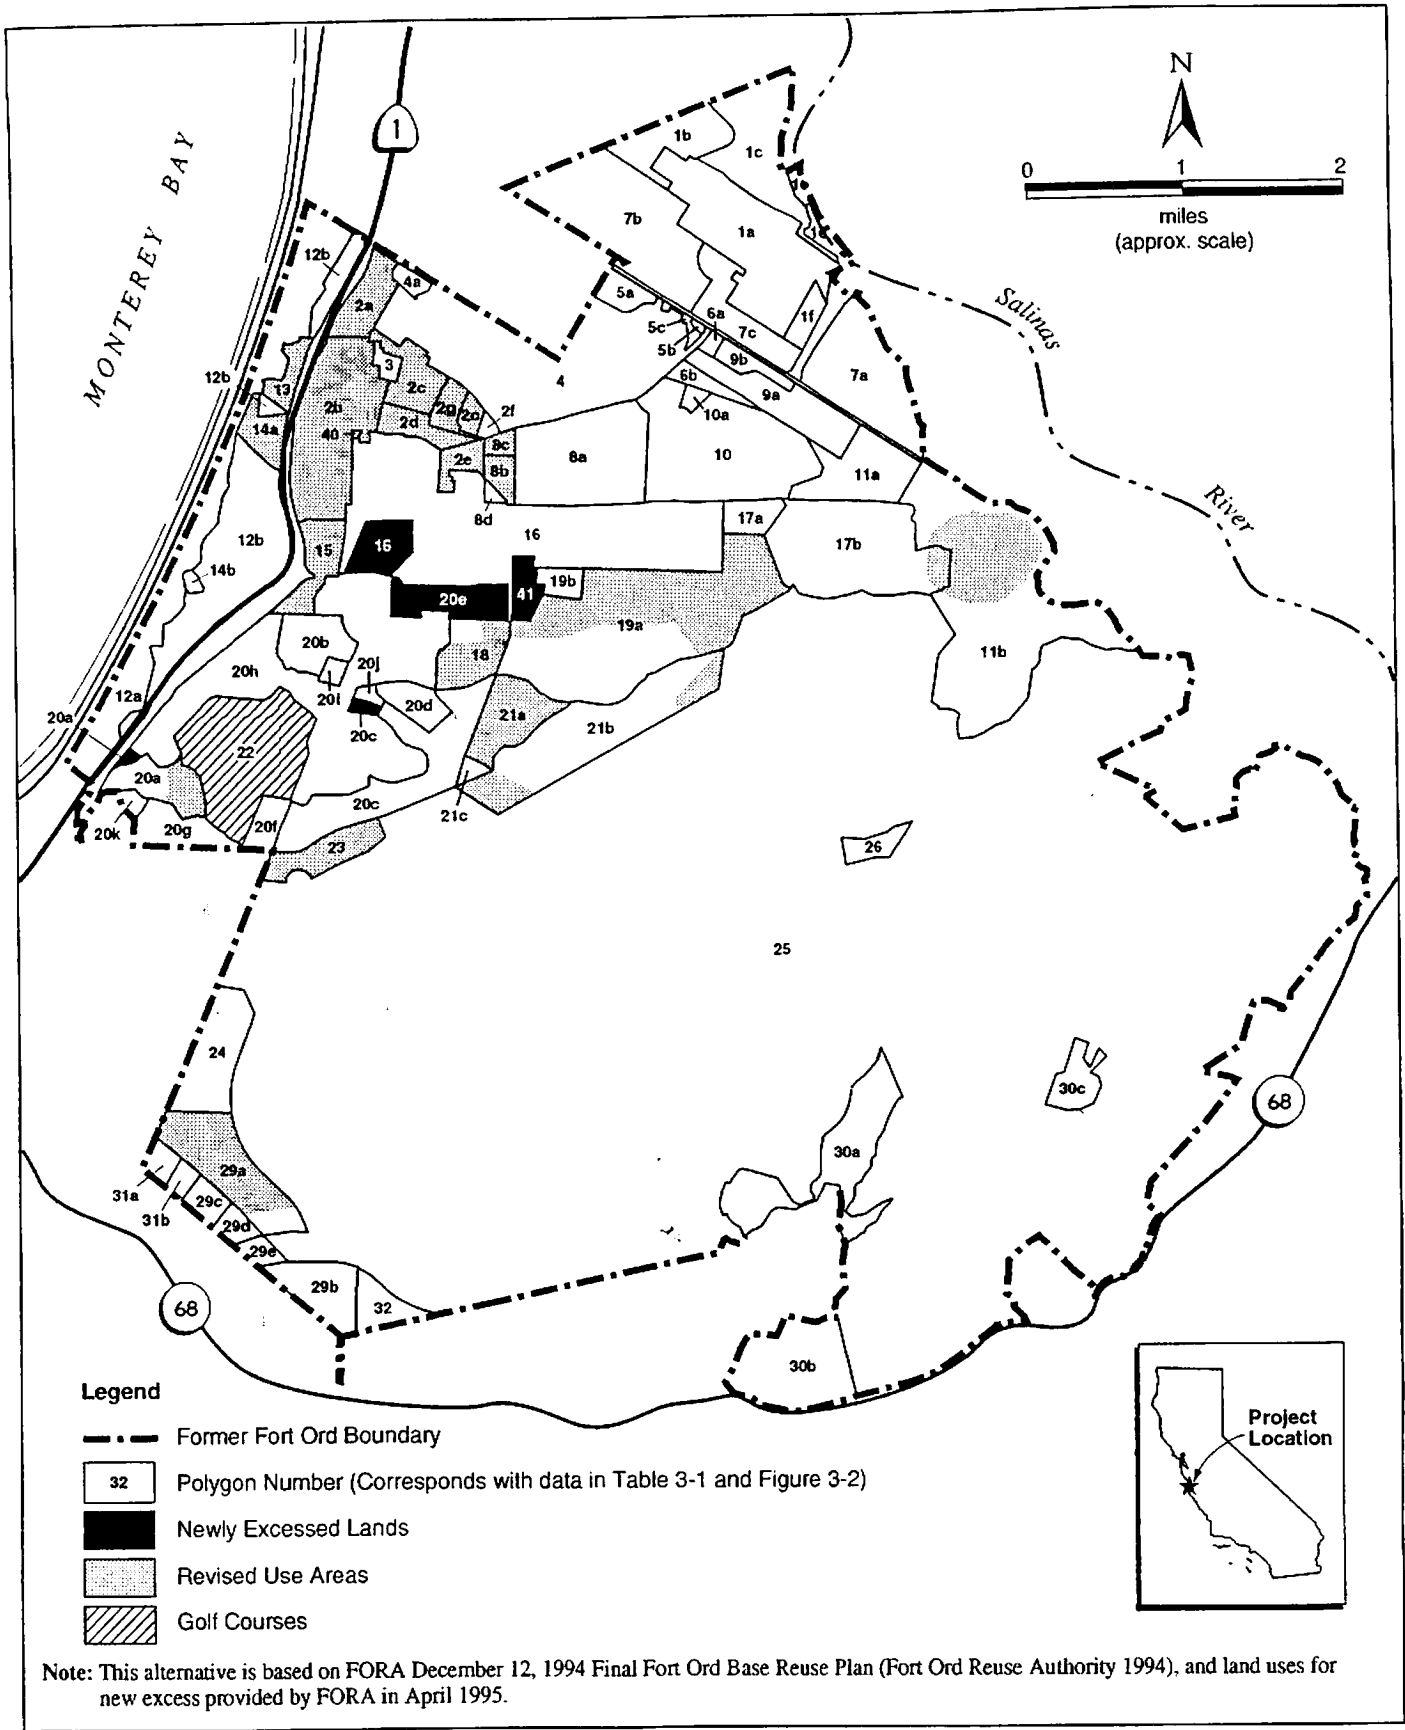 N
0 1 2
miles
(approx. scale)
1
MONTEREY BAY
Salinas
River
1b
1c
7b
1a
12b
4a
2a
5a
6a
1f
5c
7c
5b
9b
3
7a
12b
13
4
6b
9a
2c
2b
2g
2f
10a
14a
40
2d
8c
2e
8a
10
8b
11a
8d
17a
16
12b
15
16
17b
14b
20e
41
19b
19a
20b
18
11b
20h
20j
20i
12a
20d
20a
20c
21a
21b
22
20a
20c
21c
20k
20g
20f
23
26
25
24
30c
68
30a
29a
31a
29c
31b
29d
29e
29b
32
68
30b
Project
Location
Legend
Former Fort Ord Boundary
32 Polygon Number (Corresponds with data in Table 3-1 and Figure 3-2)
Newly Excessed Lands
Revised Use Areas
Golf Courses
Note: This alternative is based on FORA December 12, 1994 Final Fort Ord Base Reuse Plan (Fort Ord Reuse Authority 1994), and land uses for
new excess provided by FORA in April 1995.